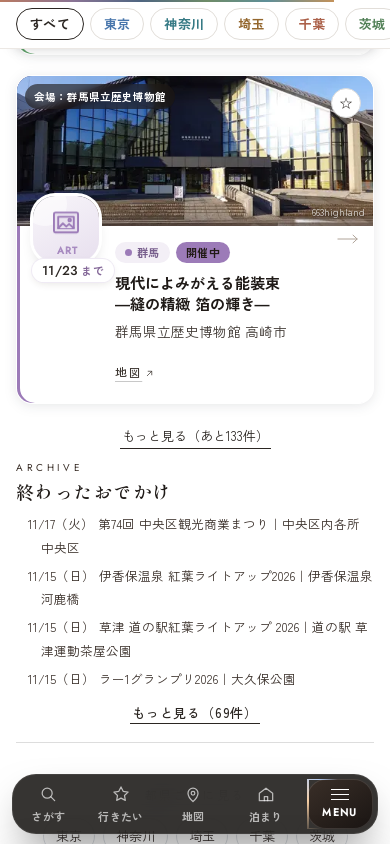 すべて 東京 神奈川 埼玉 千葉 茨城
会場：群馬県立歴史博物館
663highland
ART
11/23 まで
群馬 開催中
現代によみがえる能装束
―縫の精緻 箔の輝き―
群馬県立歴史博物館 高崎市
地図
もっと見る（あと133件）
ARCHIVE
終わったおでかけ
11/17（火） 第74回 中央区観光商業まつり｜中央区内各所
中央区
11/15（日） 伊香保温泉 紅葉ライトアップ2026｜伊香保温泉
河鹿橋
11/15（日） 草津 道の駅紅葉ライトアップ 2026｜道の駅 草
津運動茶屋公園
11/15（日） ラー1グランプリ2026｜大久保公園
もっと見る（69件）
さがす 行きたい 地図 泊まり MENU
東京 神奈川 埼玉 千葉 茨城